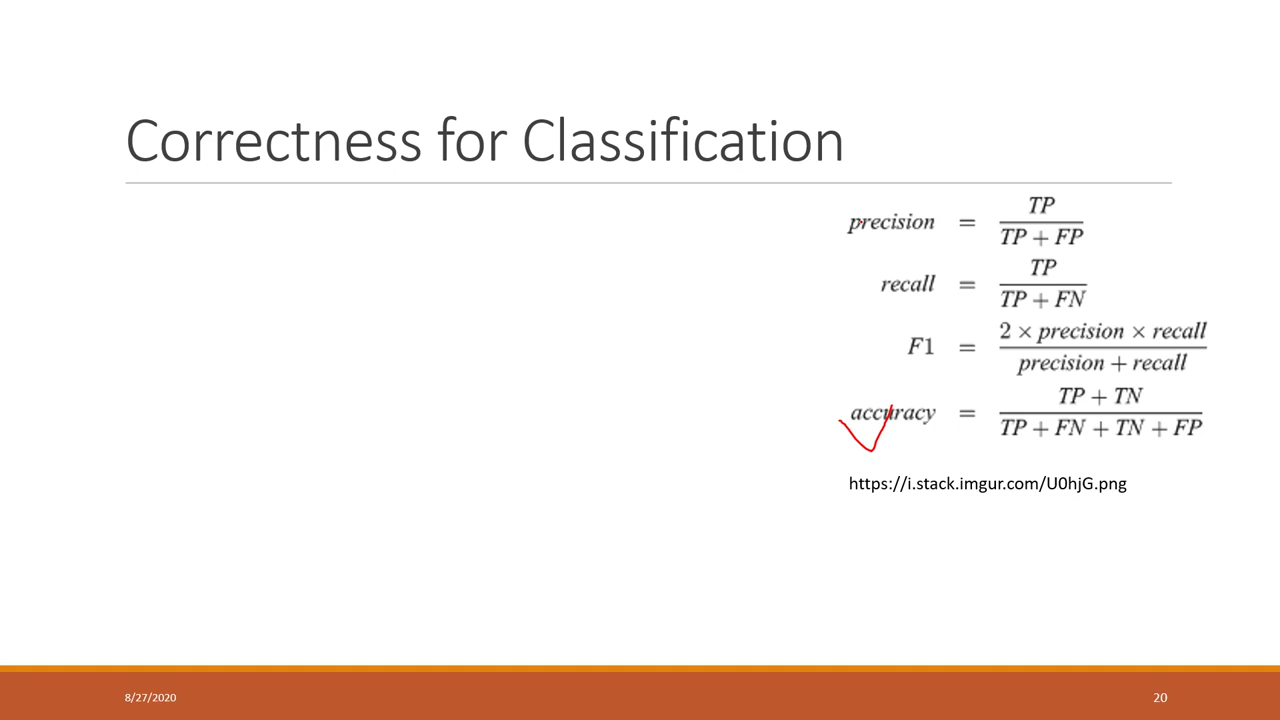 Correctness for Classification
precision = TP / TP + FP
recall = TP / TP + FN
F1 = 2 × precision × recall / precision + recall
accuracy = TP + TN / TP + FN + TN + FP
https://i.stack.imgur.com/U0hjG.png
8/27/2020
20